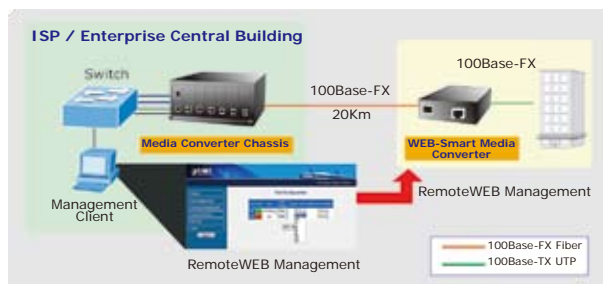 ISP / Enterprise Central Building
Switch
100Base-FX
100Base-FX
20Km
Media Converter Chassis
WEB-Smart Media
Converter
Management
Client
RemoteWEB Management
RemoteWEB Management
100Base-FX Fiber
100Base-TX UTP